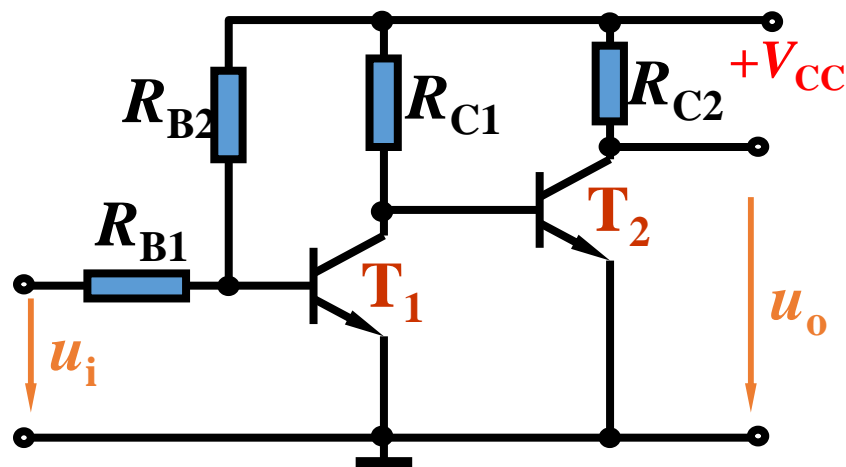 +V_CC
R_B2
R_C1
R_C2
R_B1
T_2
T_1
u_o
u_i